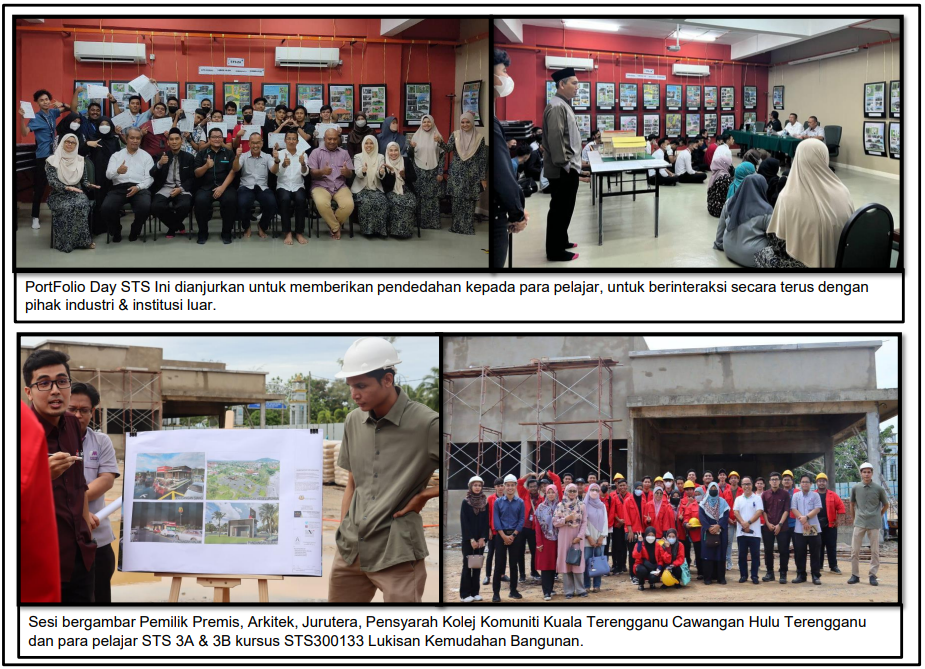 PortFolio Day STS Ini dianjurkan untuk memberikan pendedahan kepada para pelajar, untuk berinteraksi secara terus dengan
pihak industri & institusi luar.
Sesi bergambar Pemilik Premis, Arkitek, Jurutera, Pensyarah Kolej Komuniti Kuala Terengganu Cawangan Hulu Terengganu
dan para pelajar STS 3A & 3B kursus STS300133 Lukisan Kemudahan Bangunan.